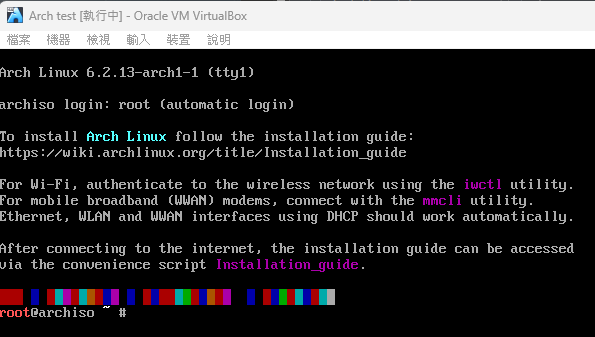 Arch test [執行中] - Oracle VM VirtualBox
檔案 機器 檢視 輸入 裝置 說明
Arch Linux 6.2.13-arch1-1 (tty1)
archiso login: root (automatic login)
To install Arch Linux follow the installation guide:
https://wiki.archlinux.org/title/Installation_guide
For Wi-Fi, authenticate to the wireless network using the iwctl utility.
For mobile broadband (WWAN) modems, connect with the mmcli utility.
Ethernet, WLAN and WWAN interfaces using DHCP should work automatically.
After connecting to the internet, the installation guide can be accessed
via the convenience script Installation_guide.
root@archiso ~ #